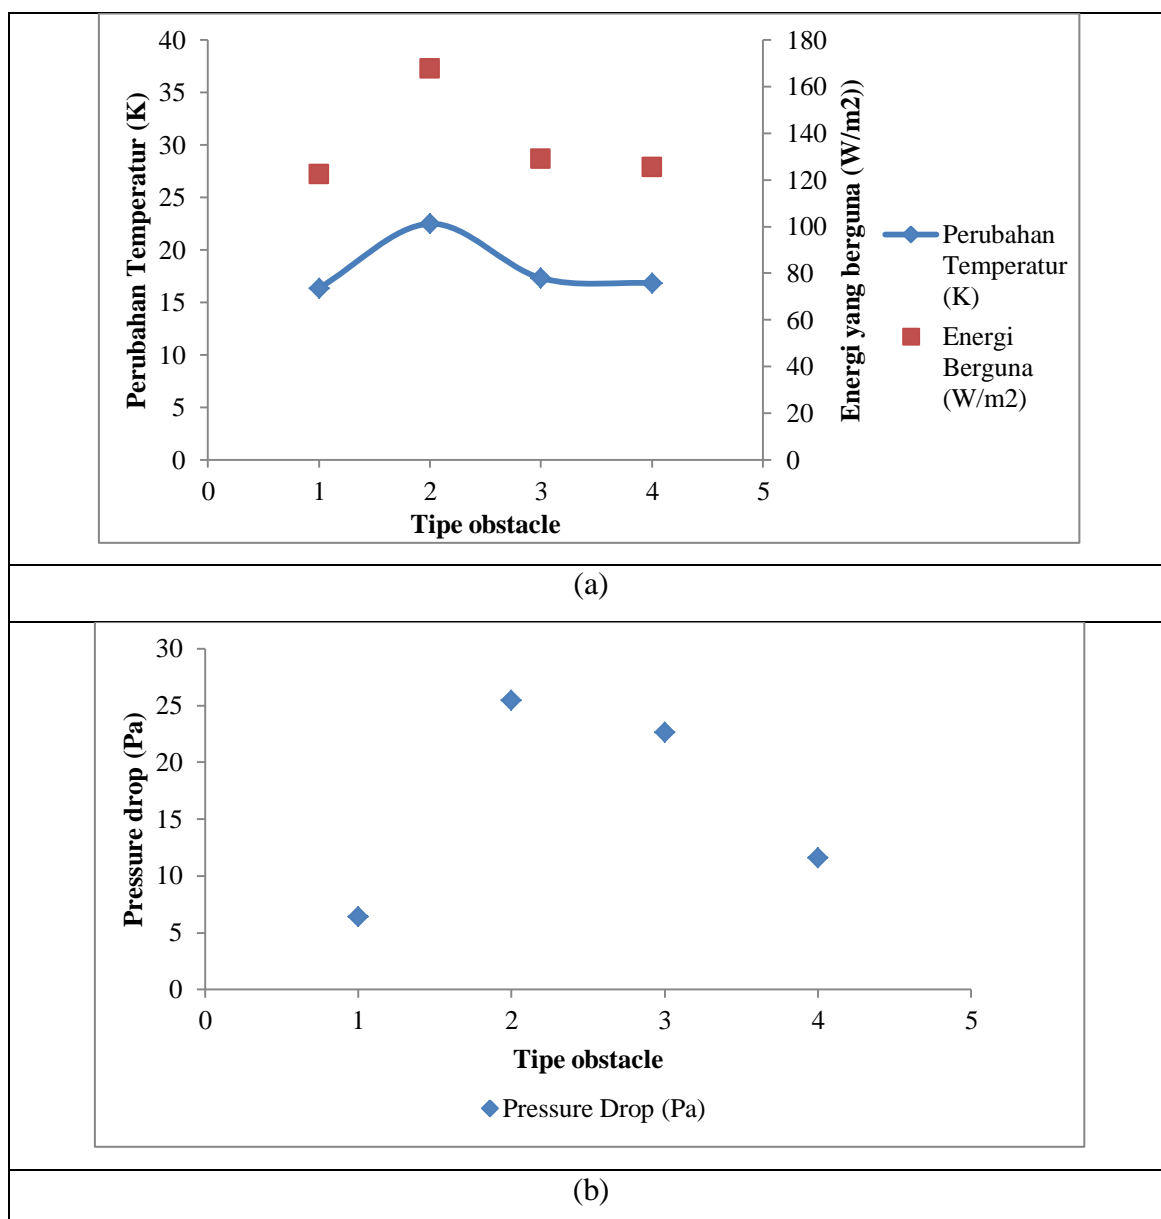 40
35
30
25
20
15
10
5
0
Perubahan Temperatur (K)
180
160
140
120
100
80
60
40
20
0
Energi yang berguna (W/m2))
0 1 2 3 4 5
Tipe obstacle
Perubahan
Temperatur
(K)
Energi
Berguna
(W/m2)
(a)
30
25
20
15
10
5
0
Pressure drop (Pa)
0 1 2 3 4 5
Tipe obstacle
Pressure Drop (Pa)
(b)